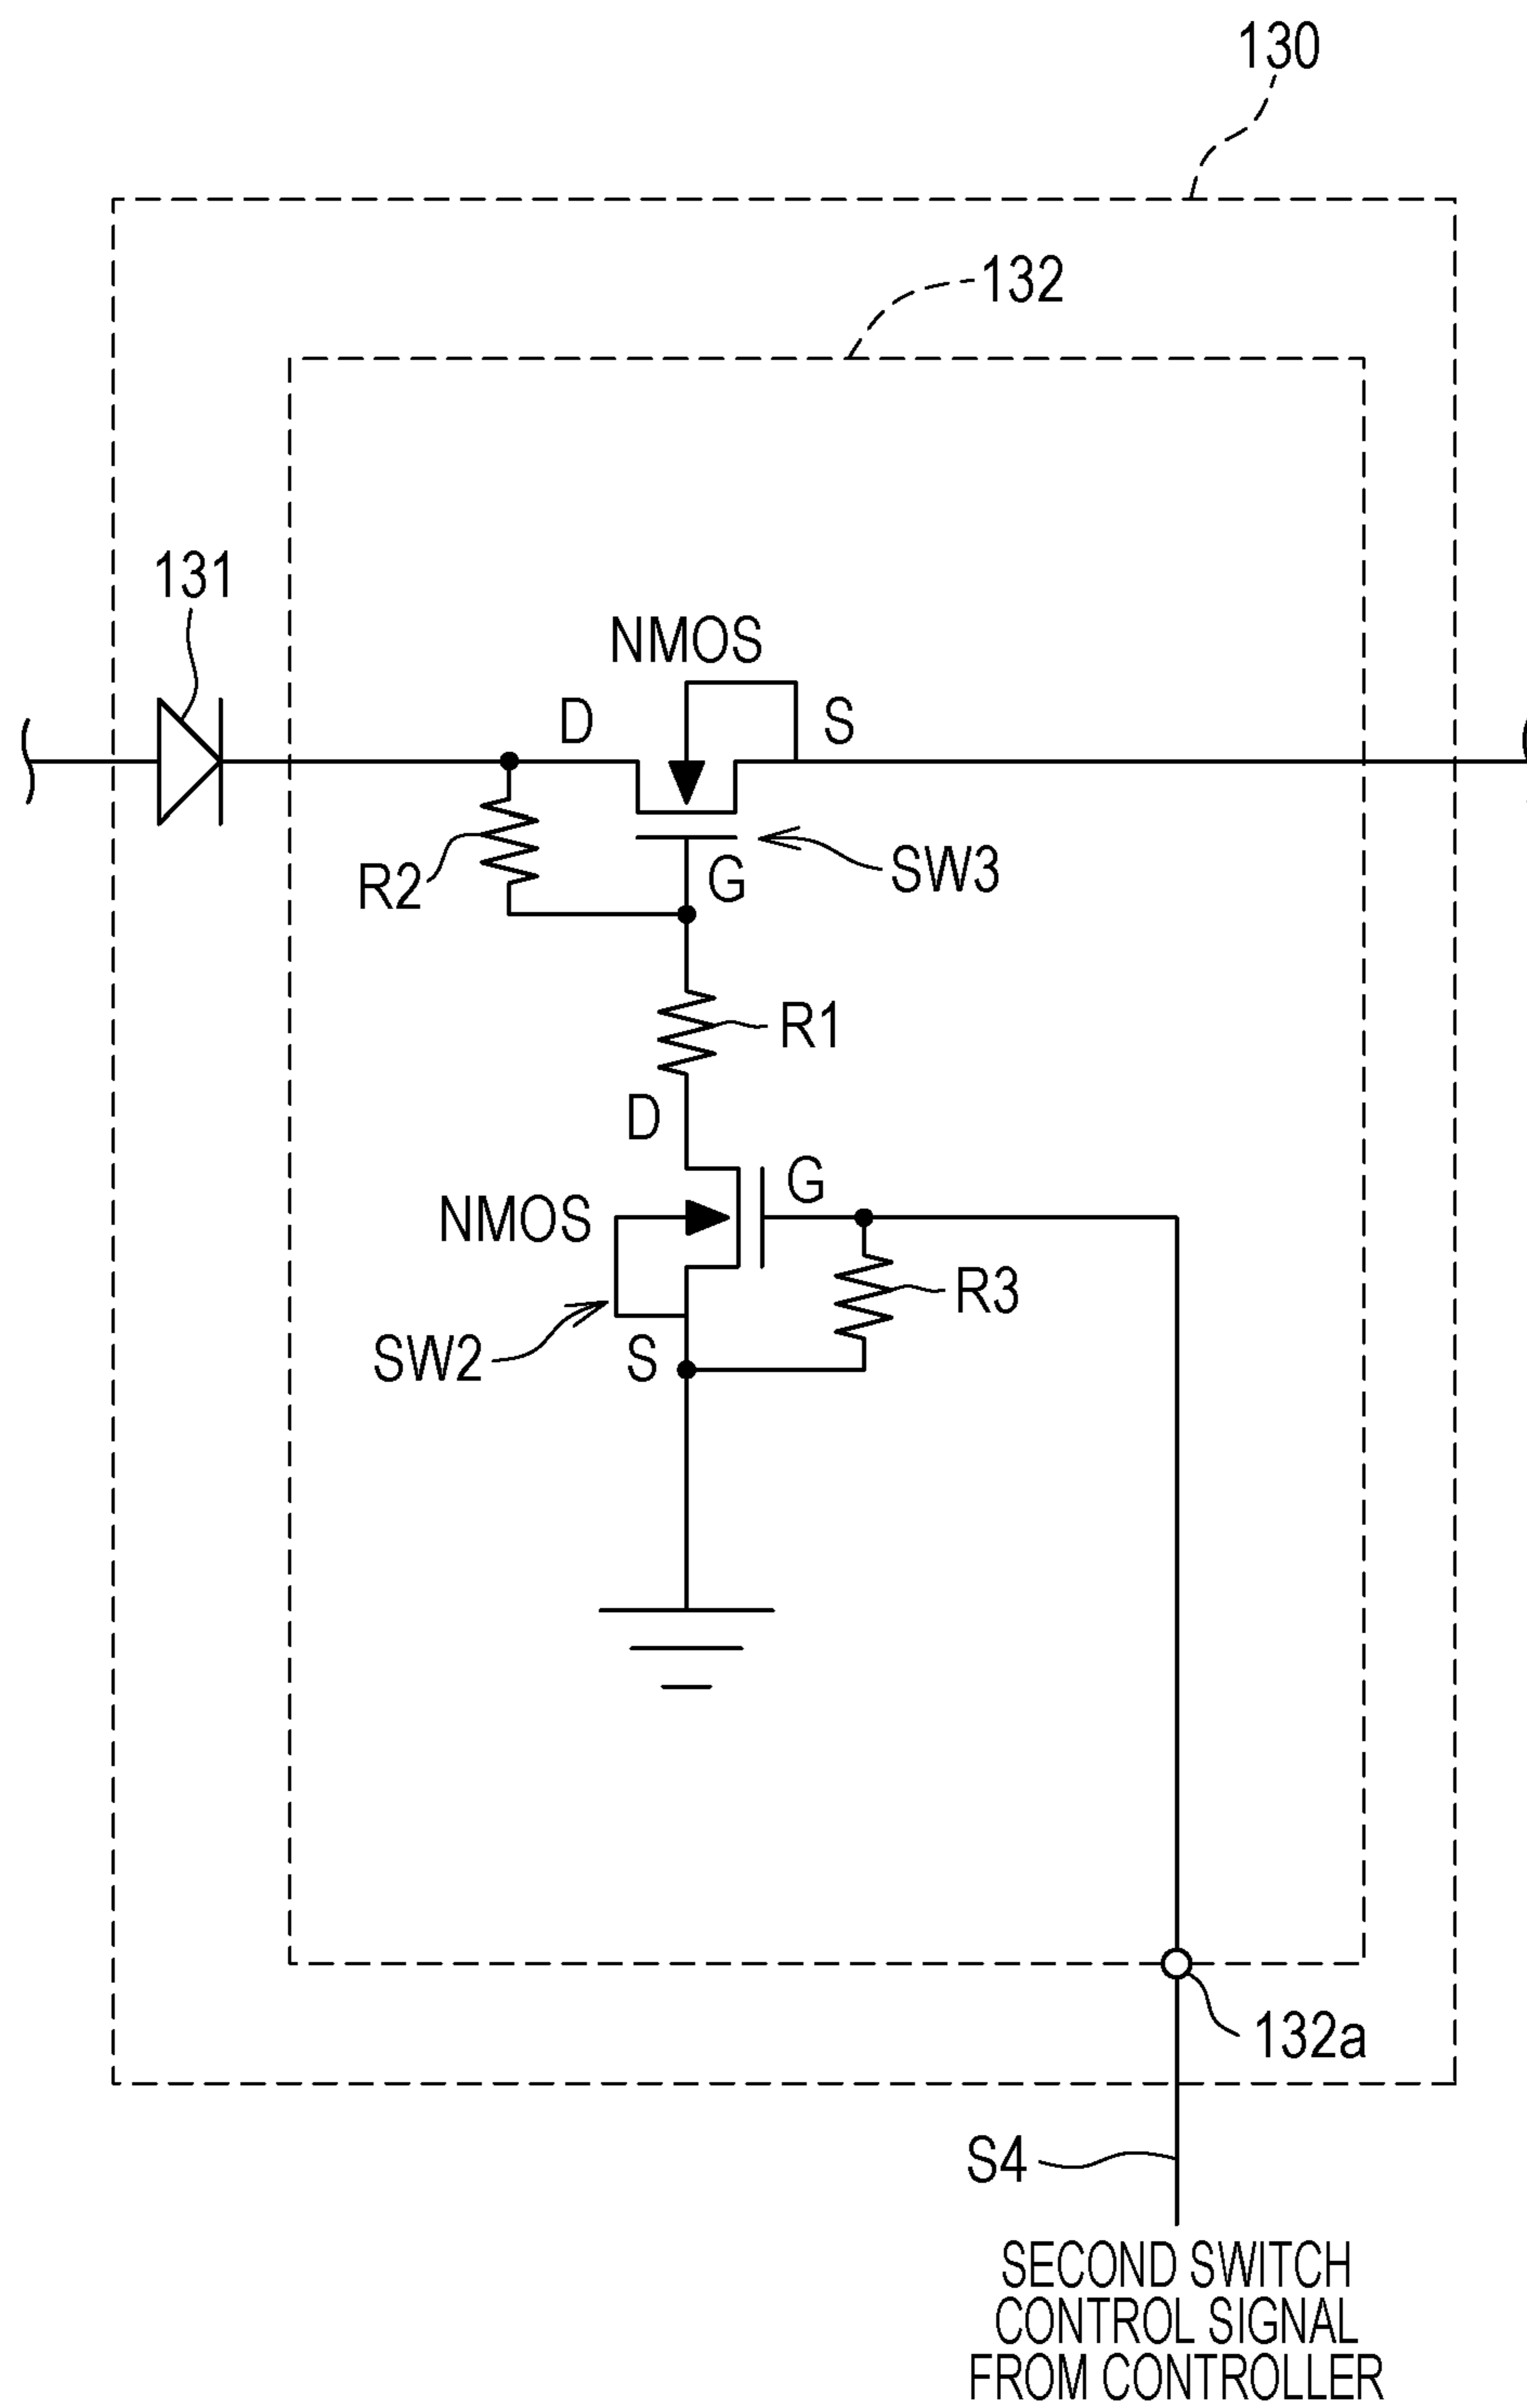 130
132
131
NMOS
D
S
R2
G
SW3
R1
D
G
NMOS
R3
SW2
S
132a
S4
SECOND SWITCH
CONTROL SIGNAL
FROM CONTROLLER